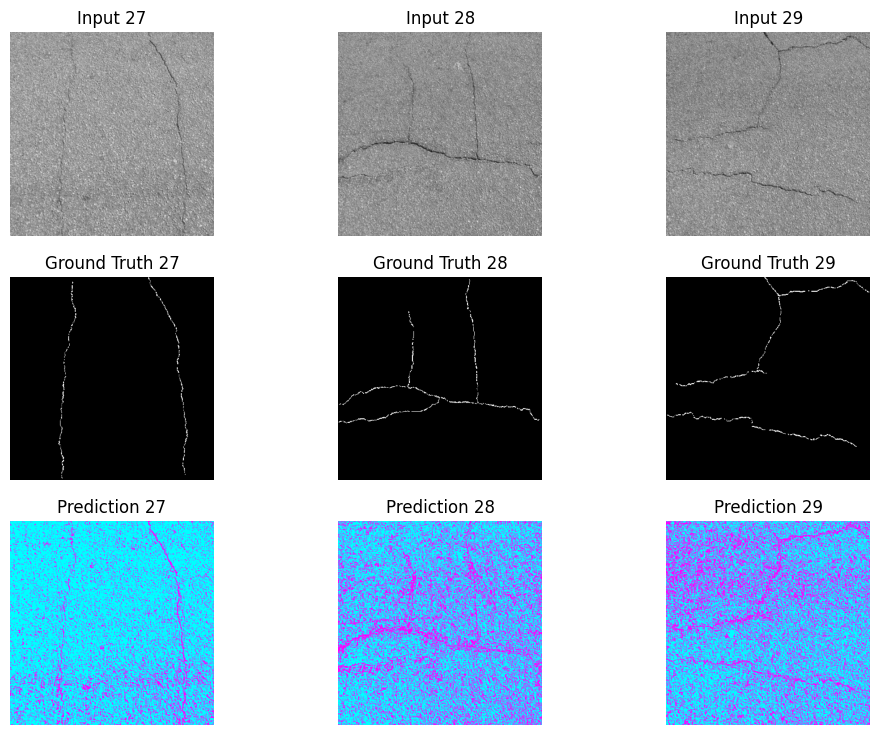 Input 27
Input 28
Input 29
Ground Truth 27
Ground Truth 28
Ground Truth 29
Prediction 27
Prediction 28
Prediction 29